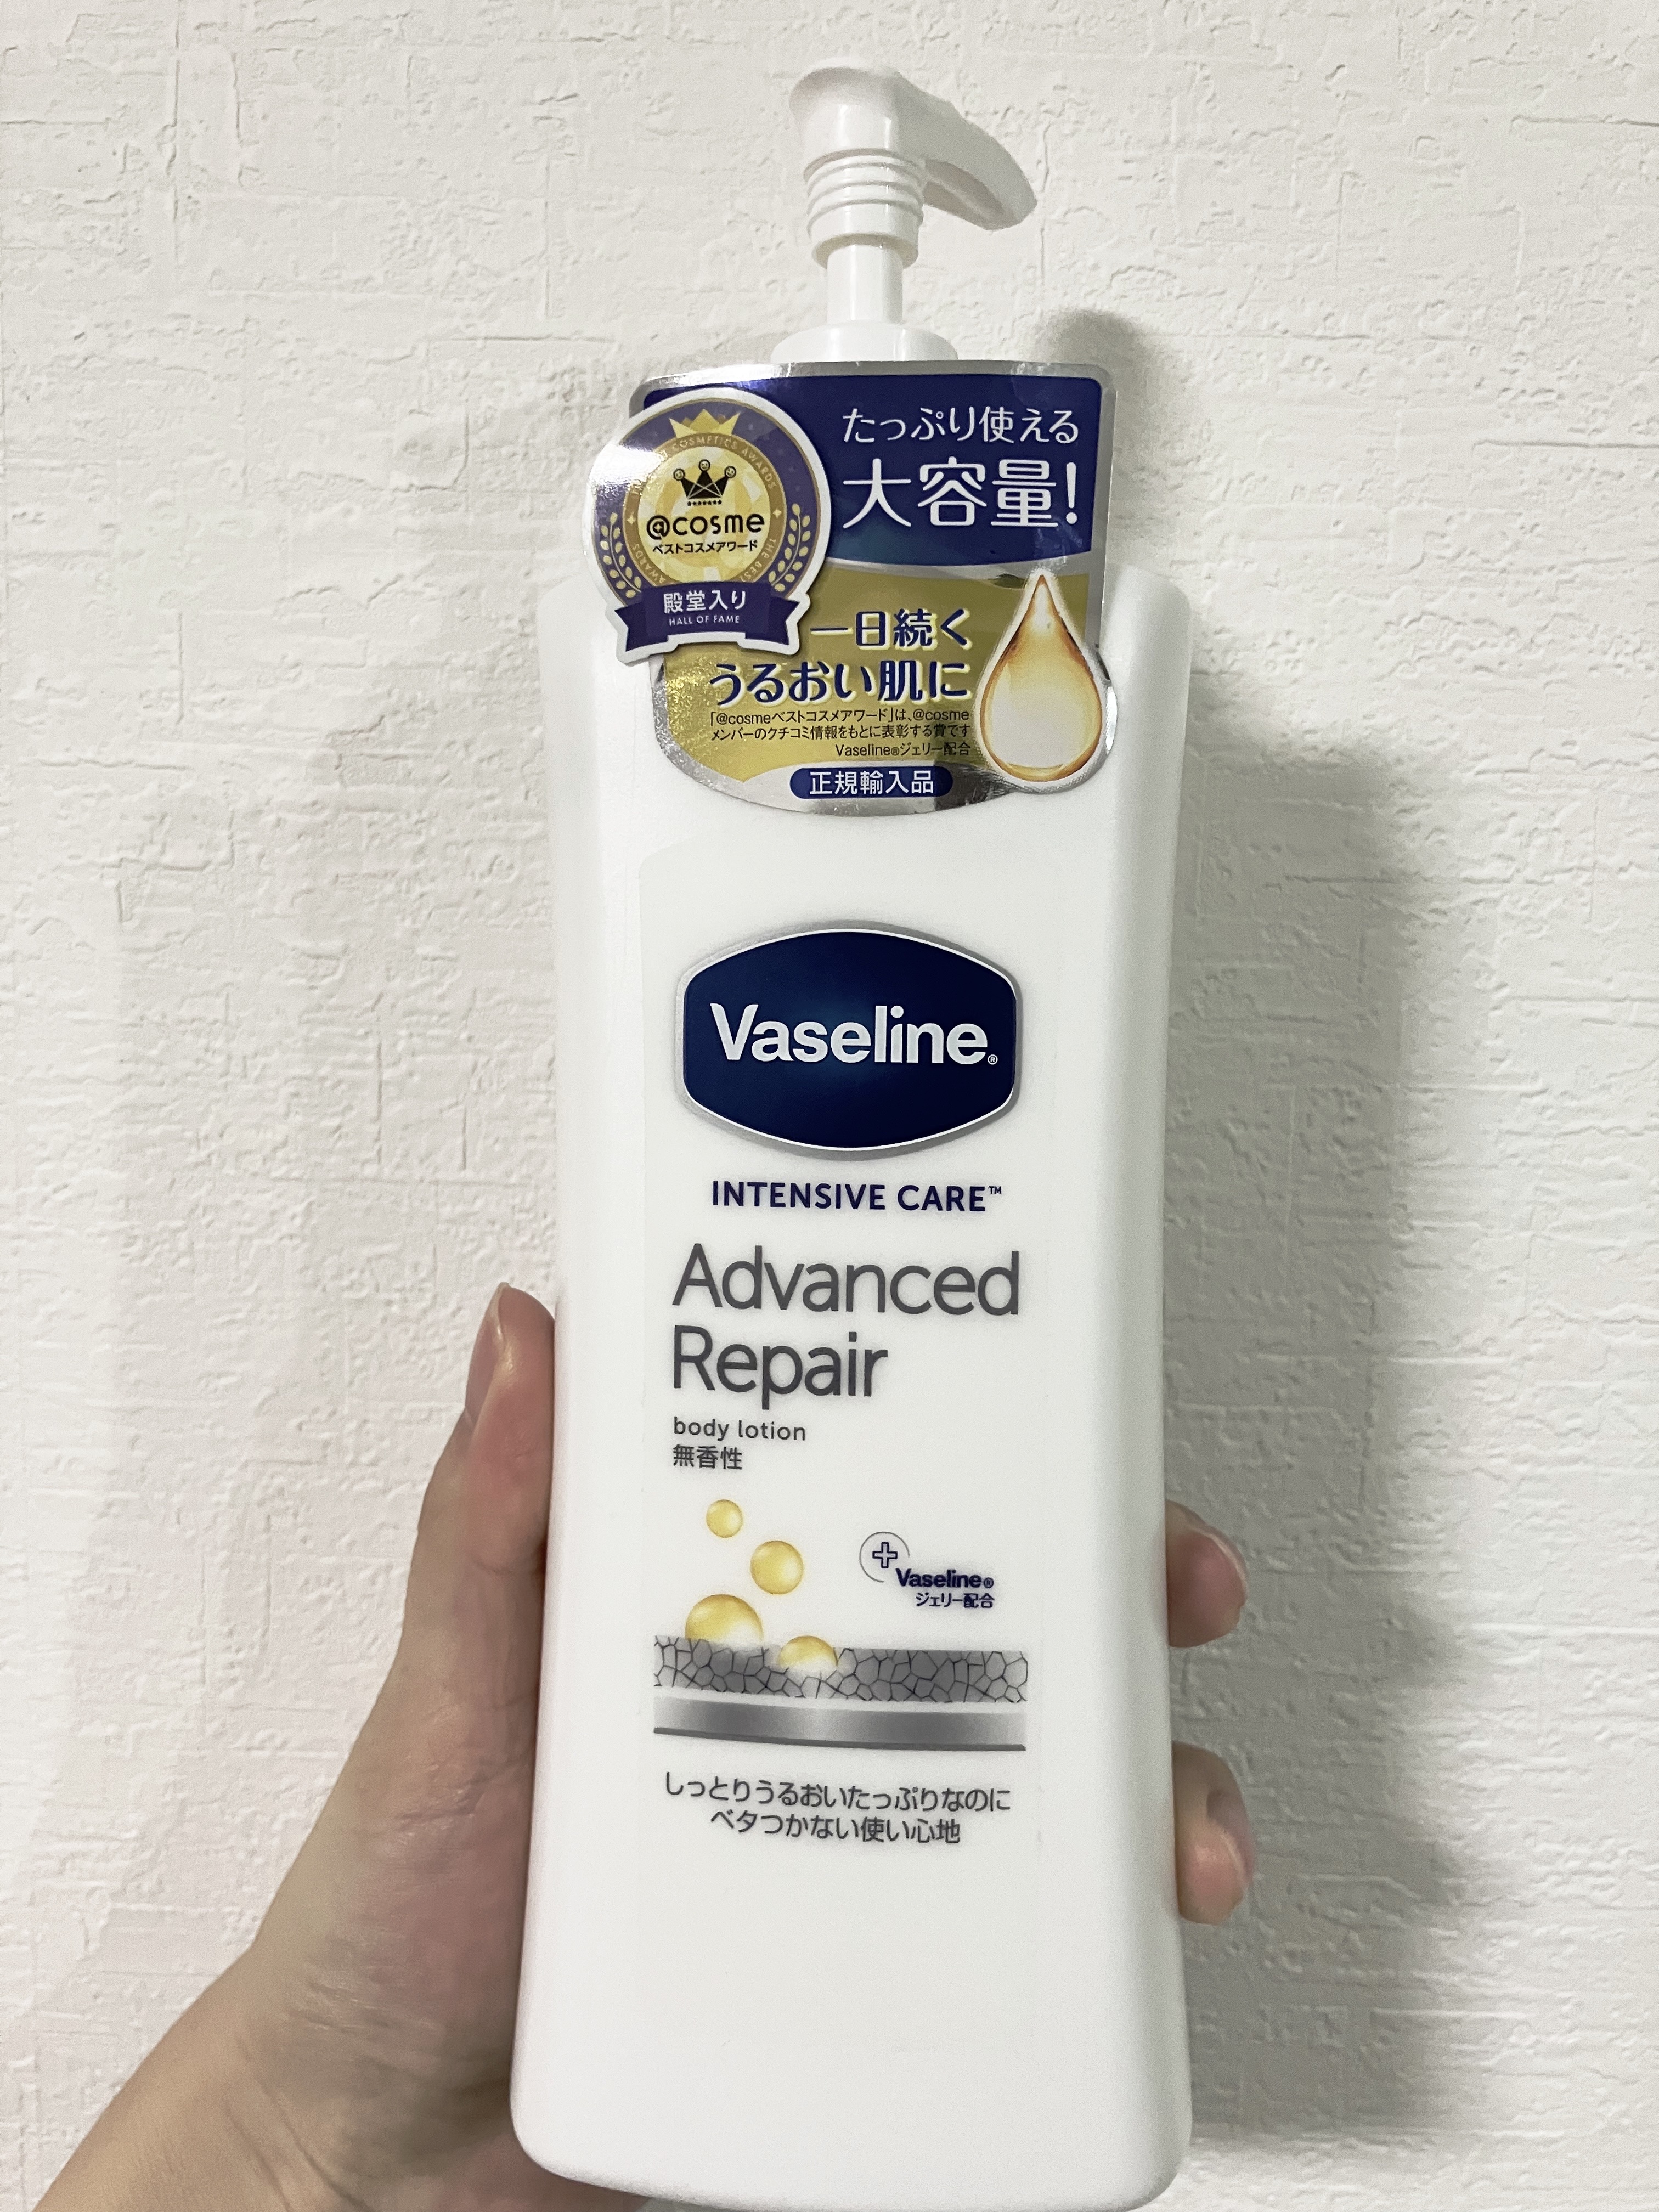 たっぷり使える
大容量!
COSMETICS AWARDS
@cosme
ベストコスメアワード
THE BEST
AWARDS
殿堂入り
HALL OF FAME
一日続く
うるおい肌に
「@cosmeベストコスメアワード」は、@cosme
メンバーのクチコミ情報をもとに表彰する賞です
Vaseline®ジェリー配合
正規輸入品
Vaseline®
INTENSIVE CARE™
Advanced
Repair
body lotion
無香性
Vaseline®
ジェリー配合
しっとりうるおいたっぷりなのに
ベタつかない使い心地